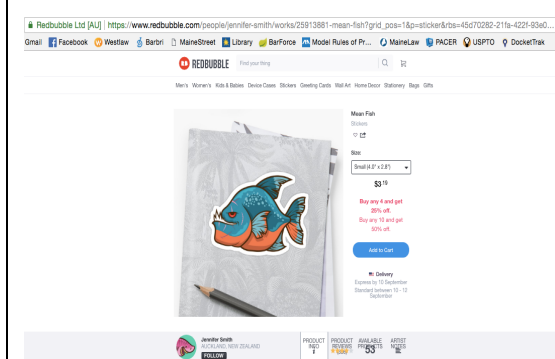 Redbubble Ltd [AU] | https://www.redbubble.com/people/jennifer-smith/works/25913881-mean-fish?grid_pos=1&p=sticker&rbs=45d70282-21fa-422f-93e0...
Gmail Facebook Westlaw Barbri MaineStreet Library BarForce Model Rules of Pr... MaineLaw PACER USPTO DocketTrak
REDBUBBLE Find your thing
Men's Women's Kids & Babies Device Cases Stickers Greeting Cards Wall Art Home Decor Stationery Bags Gifts
Mean Fish
Stickers
Size:
Small (4.0" x 2.8")
$3.19
Buy any 4 and get
25% off.
Buy any 10 and get
50% off.
Add to Cart
Delivery
Express by 10 September
Standard between 10 - 12
September
Jennifer Smith
AUCKLAND, NEW ZEALAND
FOLLOW
PRODUCT INFO
PRODUCT REVIEWS
AVAILABLE PRODUCTS
53
ARTIST NOTES